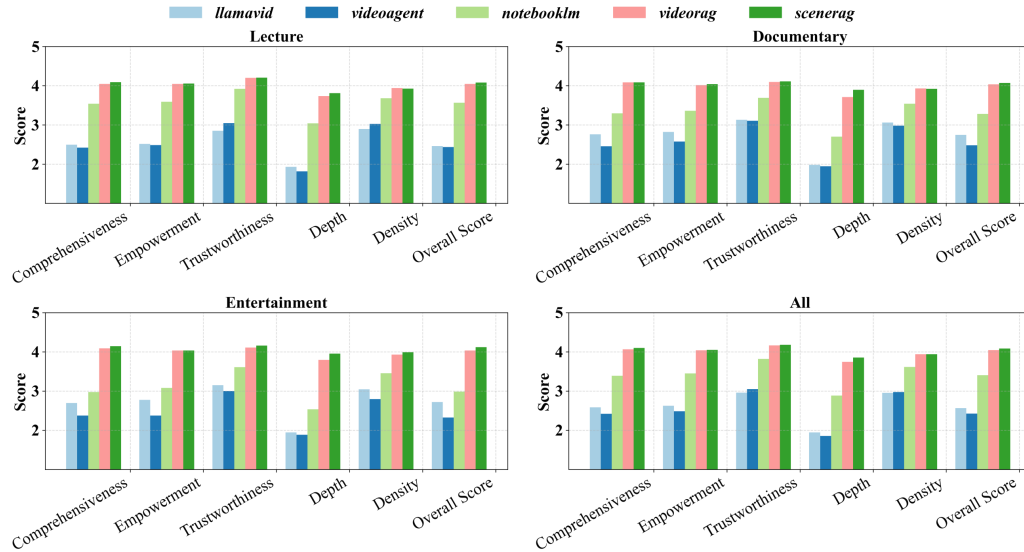 llamavid videoagent notebooklm videorag scenerag
Lecture
5
4
3
2
Score
Comprehensiveness
Empowerment
Trustworthiness
Depth
Density
Overall Score
Documentary
5
4
3
2
Score
Comprehensiveness
Empowerment
Trustworthiness
Depth
Density
Overall Score
Entertainment
5
4
3
2
Score
Comprehensiveness
Empowerment
Trustworthiness
Depth
Density
Overall Score
All
5
4
3
2
Score
Comprehensiveness
Empowerment
Trustworthiness
Depth
Density
Overall Score